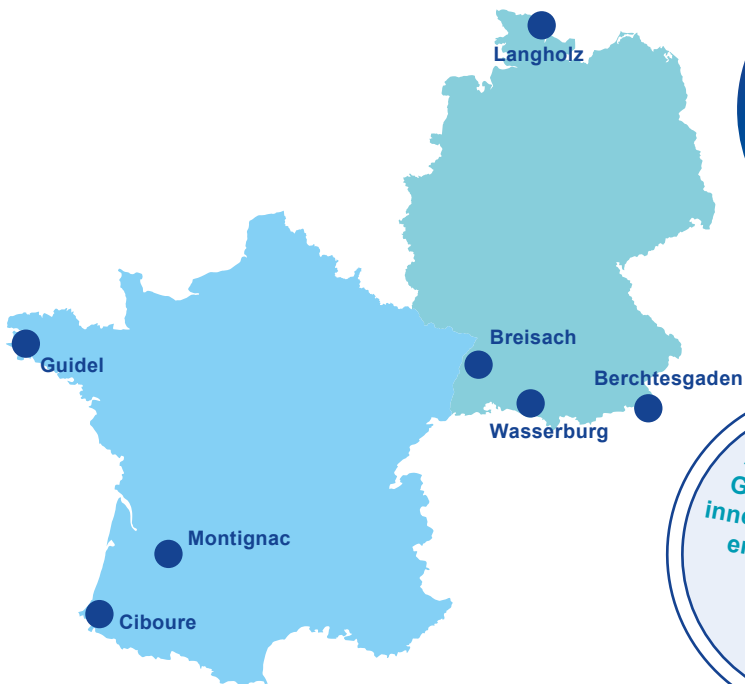 Langholz
Breisach
Guidel
Berchtesgaden
Wasserburg
Montignac
Ciboure